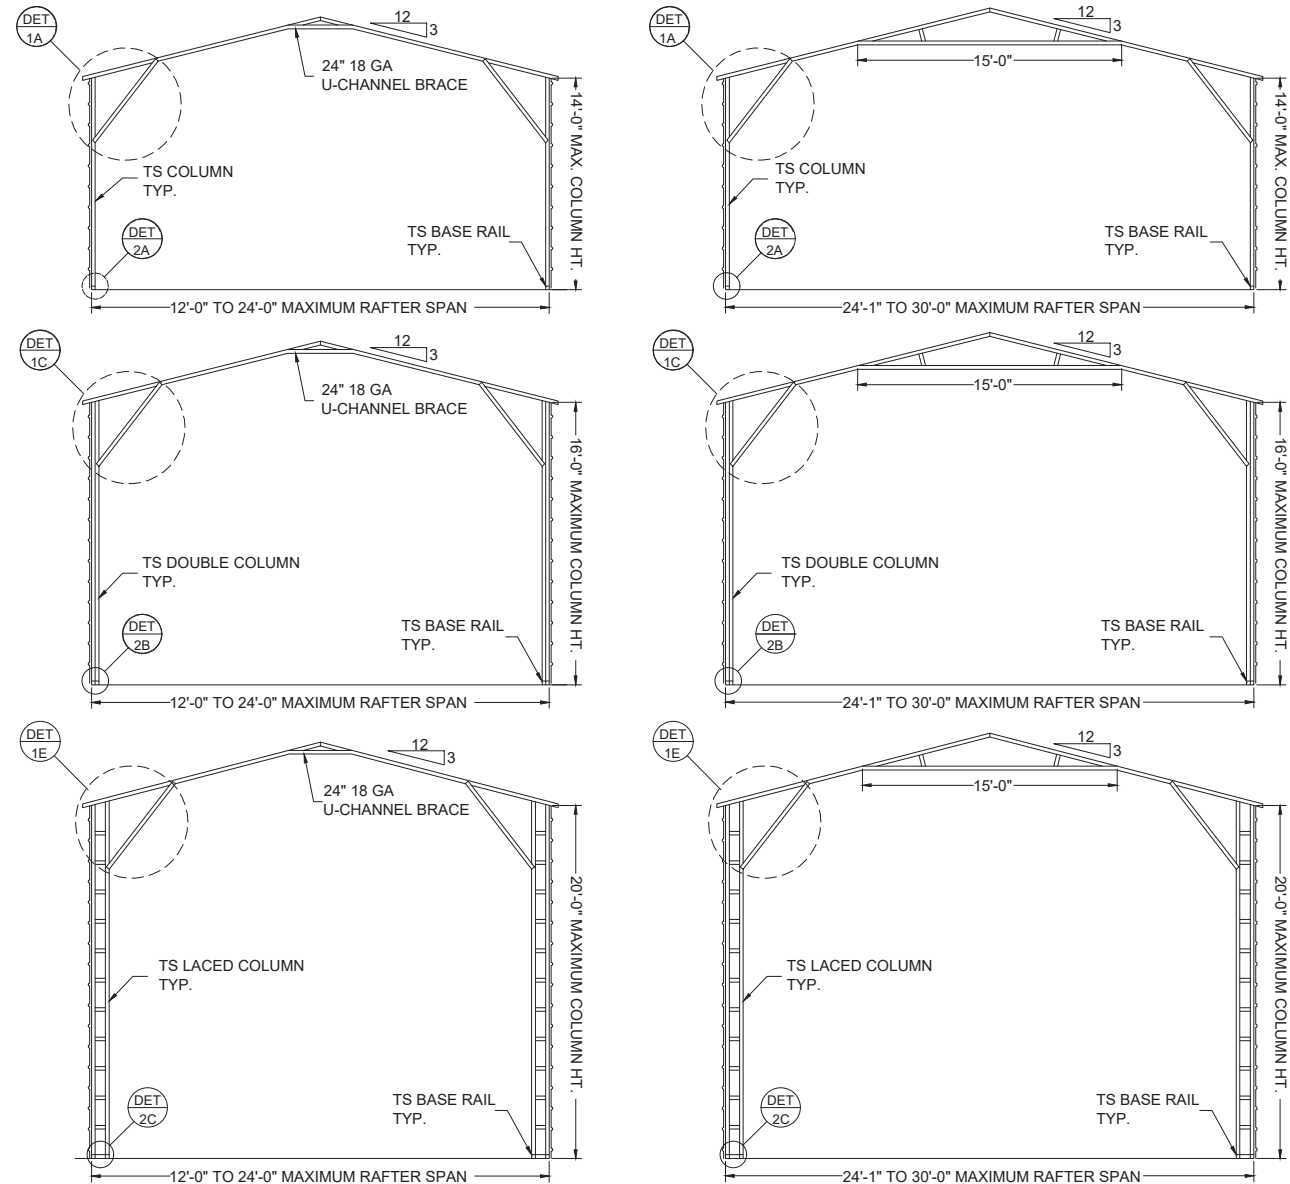 DET
1A
12
3
24" 18 GA
U-CHANNEL BRACE
TS COLUMN
TYP.
DET
2A
TS BASE RAIL
TYP.
14'-0" MAX. COLUMN HT.
12'-0" TO 24'-0" MAXIMUM RAFTER SPAN
DET
1A
12
3
15'-0"
TS COLUMN
TYP.
DET
2A
TS BASE RAIL
TYP.
14'-0" MAX. COLUMN HT.
24'-1" TO 30'-0" MAXIMUM RAFTER SPAN
DET
1C
12
3
24" 18 GA
U-CHANNEL BRACE
TS DOUBLE COLUMN
TYP.
DET
2B
TS BASE RAIL
TYP.
16'-0" MAXIMUM COLUMN HT.
12'-0" TO 24'-0" MAXIMUM RAFTER SPAN
DET
1C
12
3
15'-0"
TS DOUBLE COLUMN
TYP.
DET
2B
TS BASE RAIL
TYP.
16'-0" MAXIMUM COLUMN HT.
24'-1" TO 30'-0" MAXIMUM RAFTER SPAN
DET
1E
12
3
24" 18 GA
U-CHANNEL BRACE
TS LACED COLUMN
TYP.
DET
2C
TS BASE RAIL
TYP.
20'-0" MAXIMUM COLUMN HT.
12'-0" TO 24'-0" MAXIMUM RAFTER SPAN
DET
1E
12
3
15'-0"
TS LACED COLUMN
TYP.
DET
2C
TS BASE RAIL
TYP.
20'-0" MAXIMUM COLUMN HT.
24'-1" TO 30'-0" MAXIMUM RAFTER SPAN